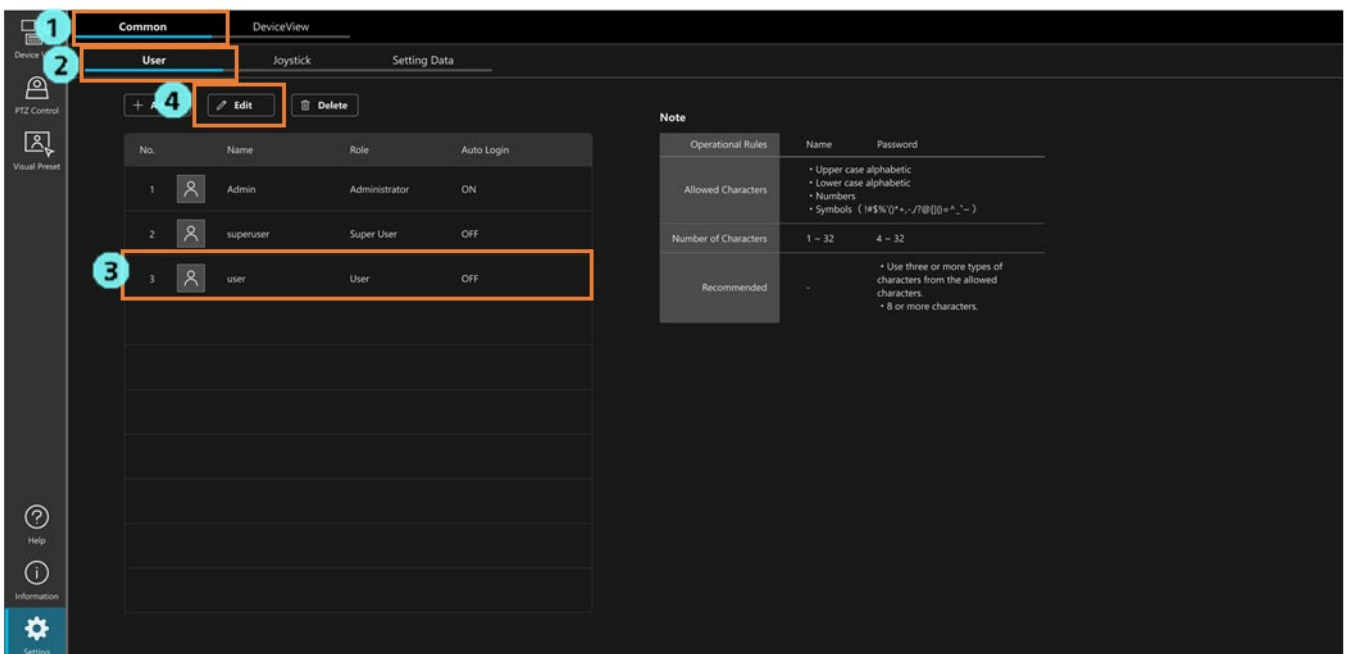 1
Common
DeviceView
Device V
2
User
Joystick
Setting Data
4
+ A
Edit
Delete
PTZ Control
Visual Preset
No. Name Role Auto Login
1 Admin Administrator ON
2 superuser Super User OFF
3
3 user User OFF
Note
Operational Rules Name Password
Allowed Characters
・Upper case alphabetic
・Lower case alphabetic
・Numbers
・Symbols
Number of Characters 1 ~ 32 4 ~ 32
Recommended -
・Use three or more types of
characters from the allowed
characters.
・8 or more characters.
Help
Information
Setting